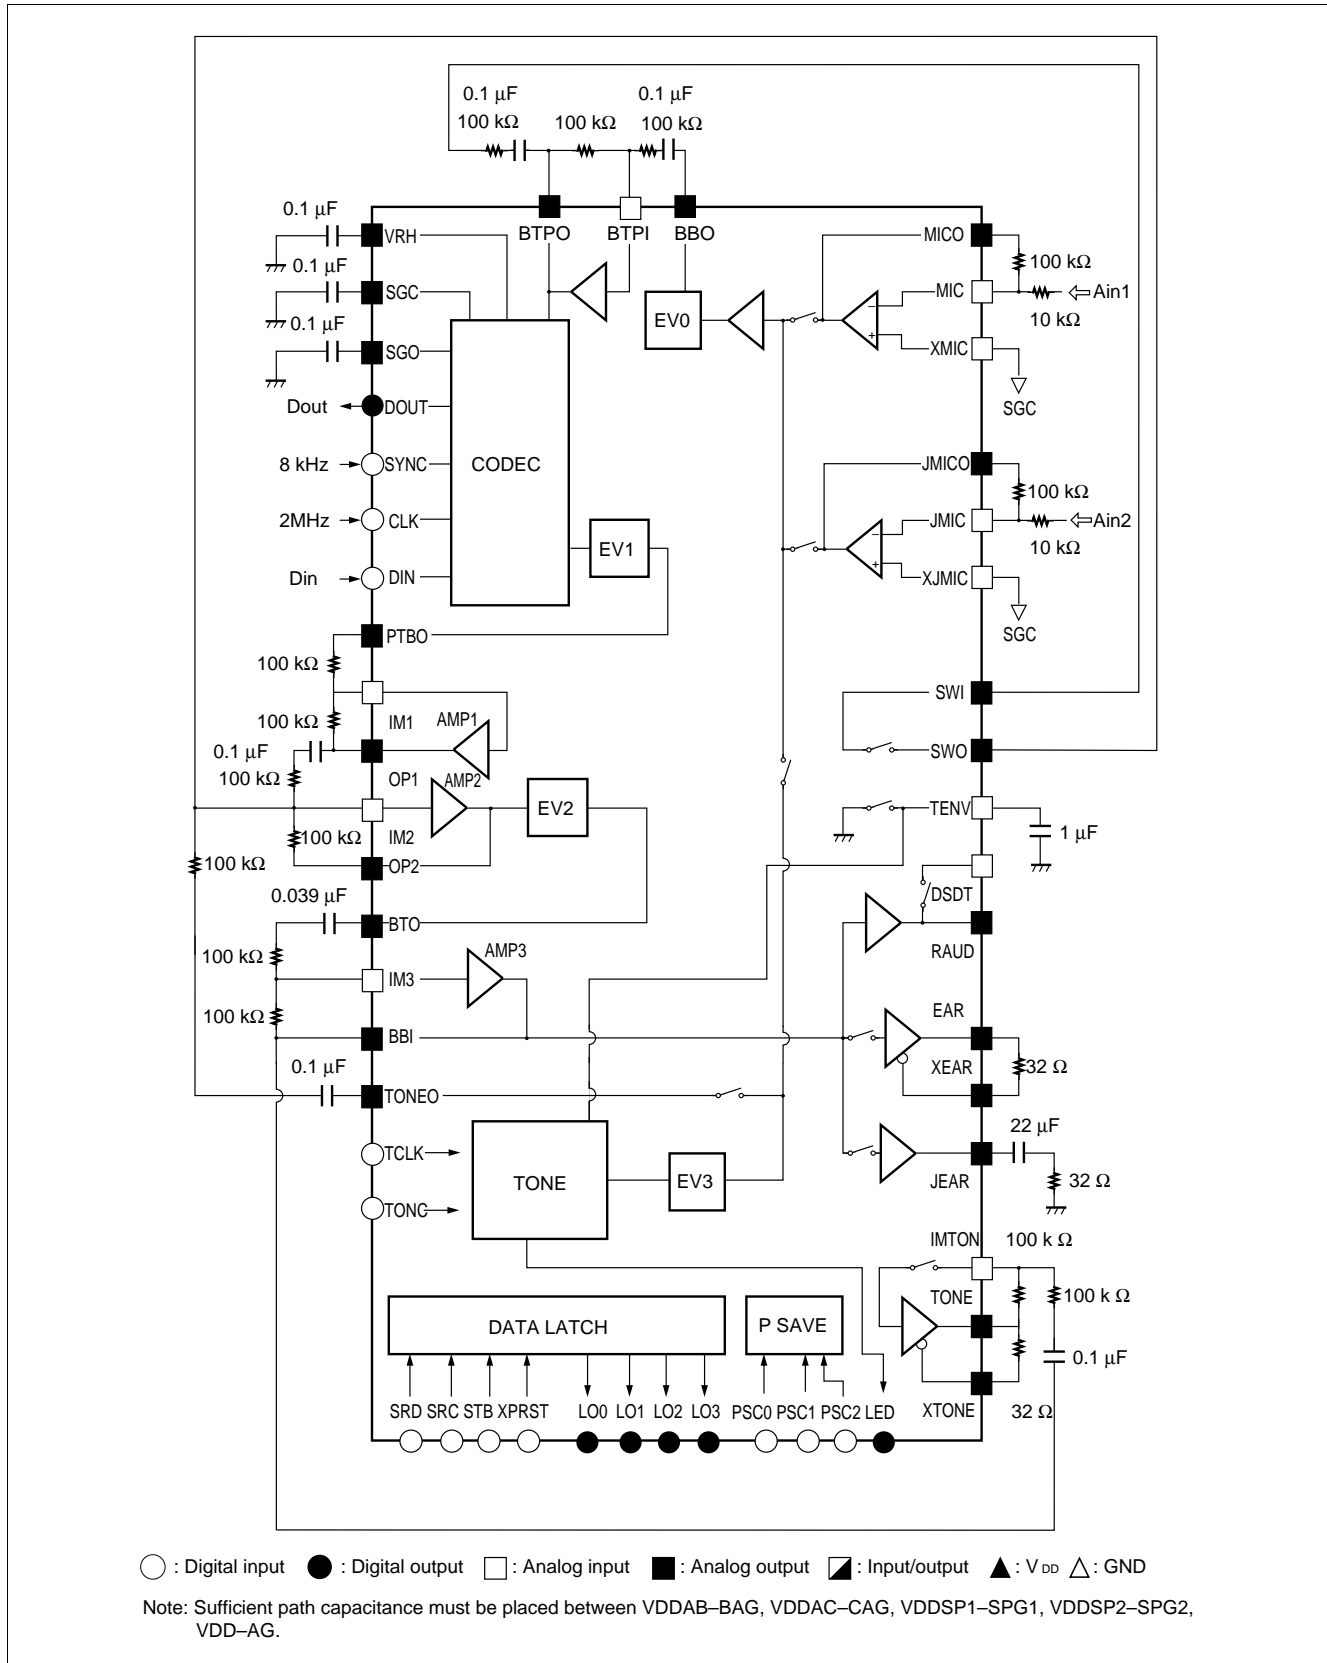 0.1 µF
100 kΩ
100 kΩ
0.1 µF
100 kΩ
0.1 µF
VRH
0.1 µF
SGC
0.1 µF
SGO
Dout
DOUT
8 kHz
SYNC
2MHz
CLK
Din
DIN
CODEC
BTPO
BTPI
BBO
EV0
EV1
MICO
100 kΩ
MIC
Ain1
10 kΩ
XMIC
SGC
JMICO
100 kΩ
JMIC
Ain2
10 kΩ
XJMIC
SGC
PTBO
100 kΩ
100 kΩ
IM1
AMP1
0.1 µF
100 kΩ
OP1
AMP2
EV2
IM2
100 kΩ
100 kΩ
OP2
0.039 µF
BTO
100 kΩ
AMP3
IM3
100 kΩ
BBI
0.1 µF
TONEO
TCLK
TONC
TONE
EV3
SWI
SWO
TENV
1 µF
DSDT
RAUD
EAR
XEAR
32 Ω
22 µF
JEAR
32 Ω
IMTON
100 k Ω
TONE
100 k Ω
0.1 µF
XTONE
32 Ω
DATA LATCH
P SAVE
SRD SRC STB XPRST LO0 LO1 LO2 LO3 PSC0 PSC1 PSC2 LED
: Digital input : Digital output : Analog input : Analog output : Input/output : VDD : GND
Note: Sufficient path capacitance must be placed between VDDAB–BAG, VDDAC–CAG, VDDSP1–SPG1, VDDSP2–SPG2,
VDD–AG.